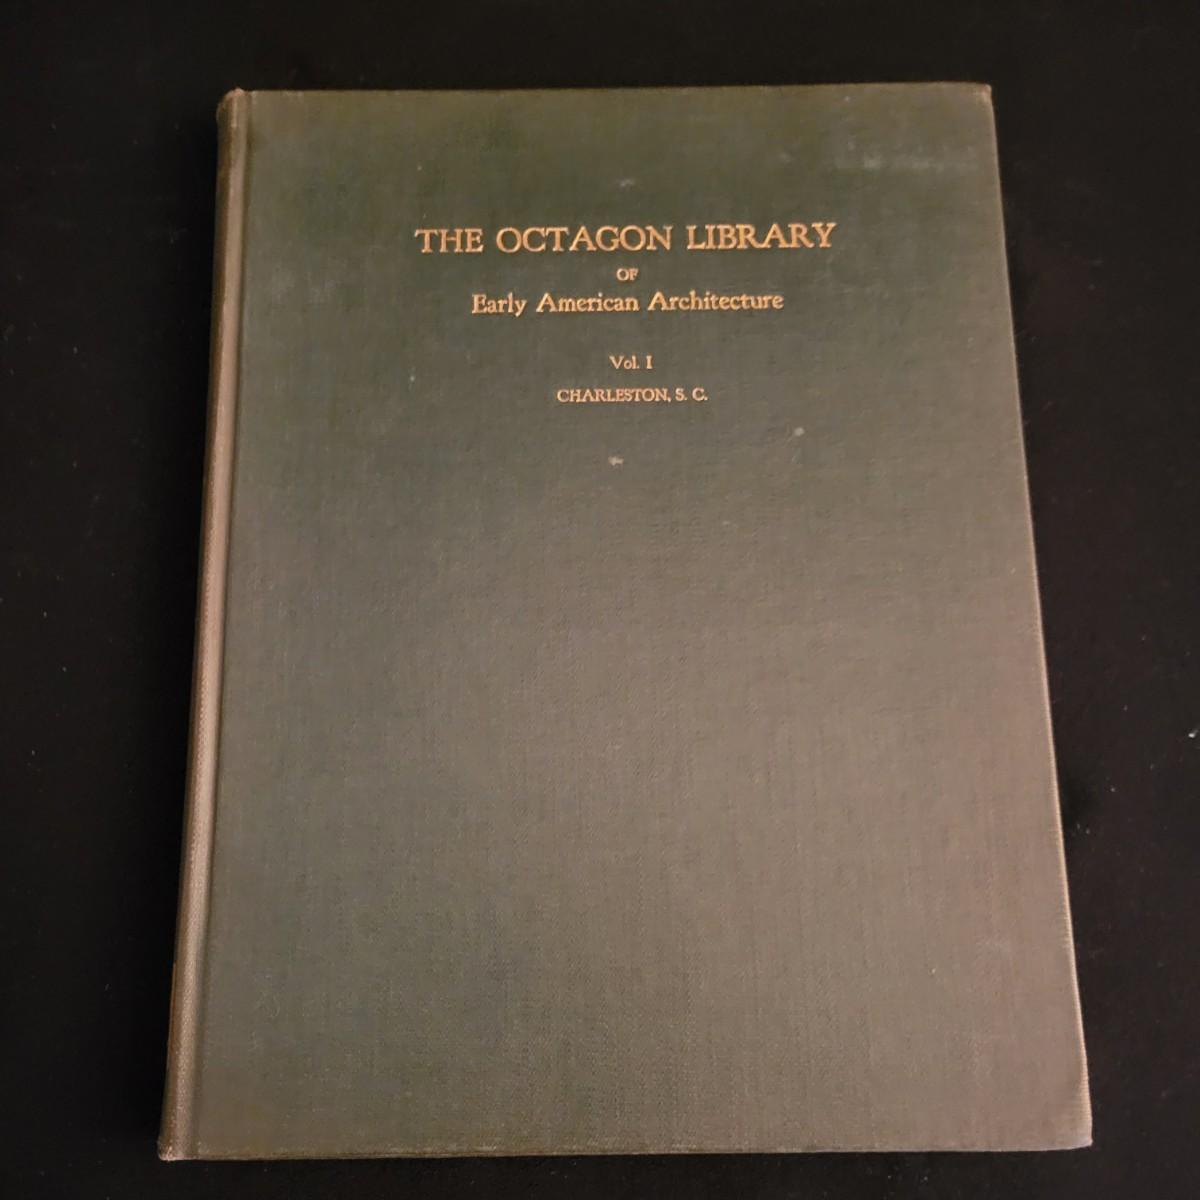 THE OCTAGON LIBRARY
OF
Early American Architecture
Vol. I
CHARLESTON, S. C.